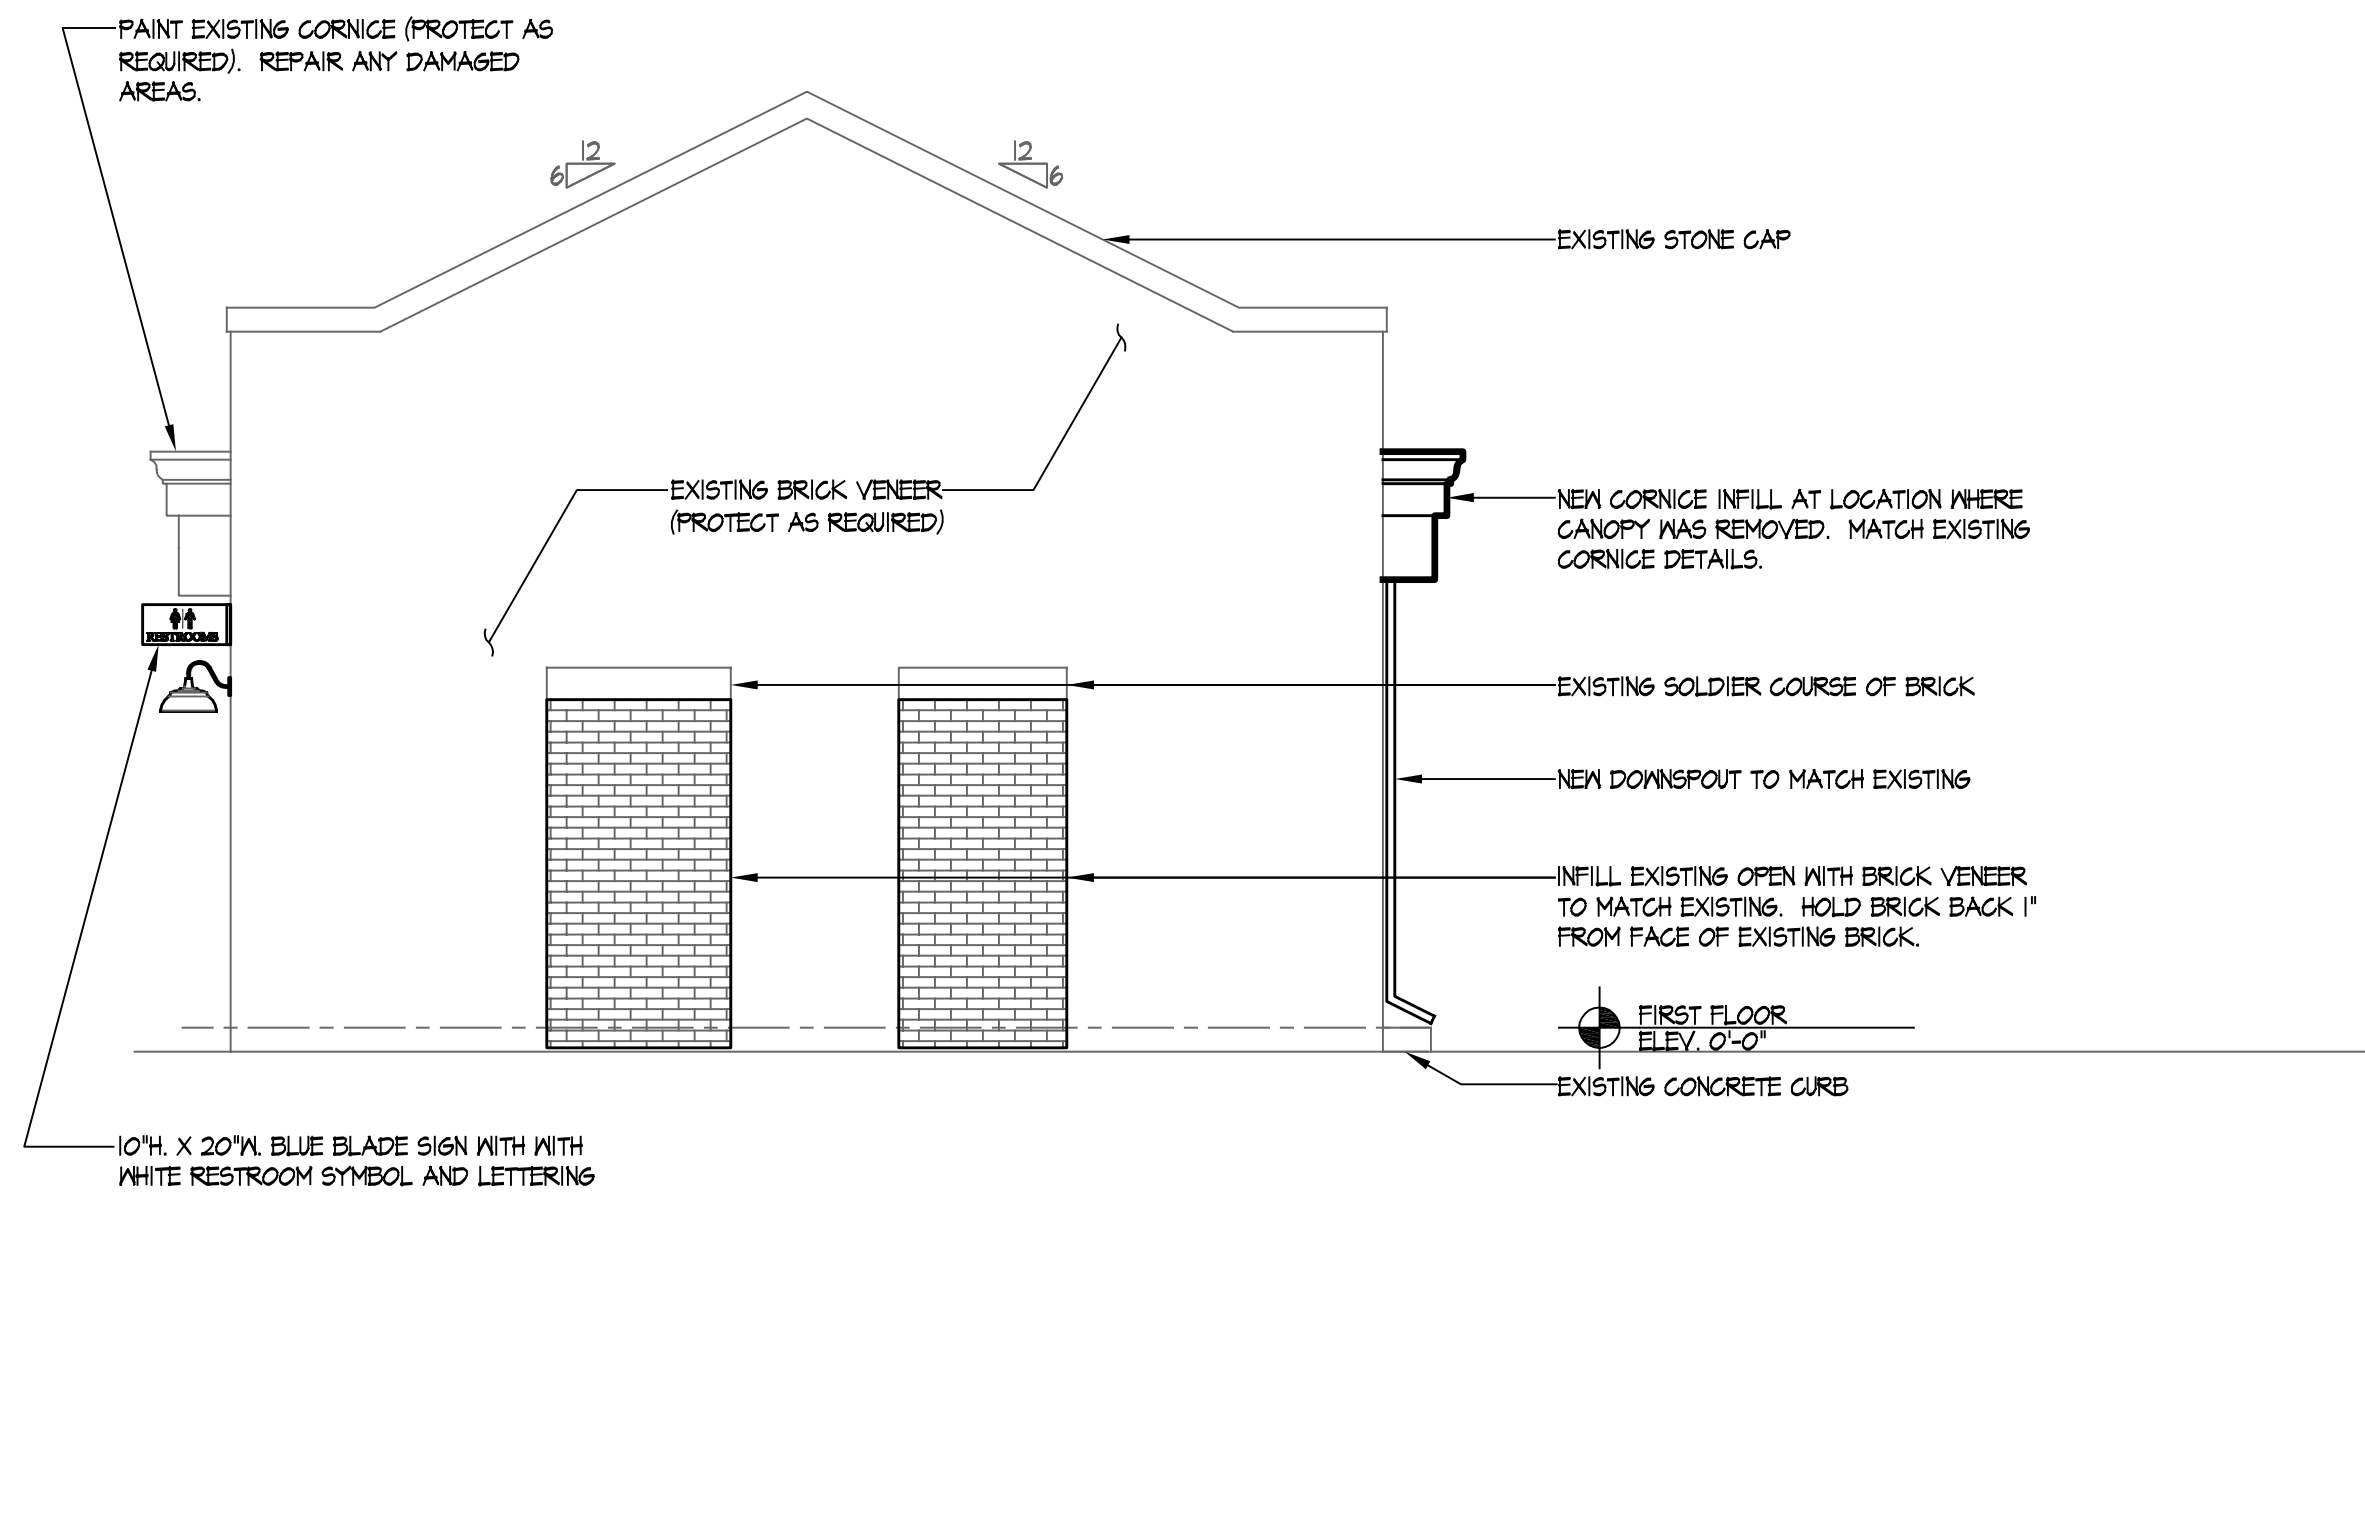 PAINT EXISTING CORNICE (PROTECT AS
REQUIRED).  REPAIR ANY DAMAGED
AREAS.
12
6
12
6
EXISTING STONE CAP
EXISTING BRICK VENEER
(PROTECT AS REQUIRED)
NEW CORNICE INFILL AT LOCATION WHERE
CANOPY WAS REMOVED.  MATCH EXISTING
CORNICE DETAILS.
RESTROOMS
EXISTING SOLDIER COURSE OF BRICK
NEW DOWNSPOUT TO MATCH EXISTING
INFILL EXISTING OPEN WITH BRICK VENEER
TO MATCH EXISTING.  HOLD BRICK BACK 1"
FROM FACE OF EXISTING BRICK.
FIRST FLOOR
ELEV. 0'-0"
EXISTING CONCRETE CURB
10"H. X 20"W. BLUE BLADE SIGN WITH WITH
WHITE RESTROOM SYMBOL AND LETTERING